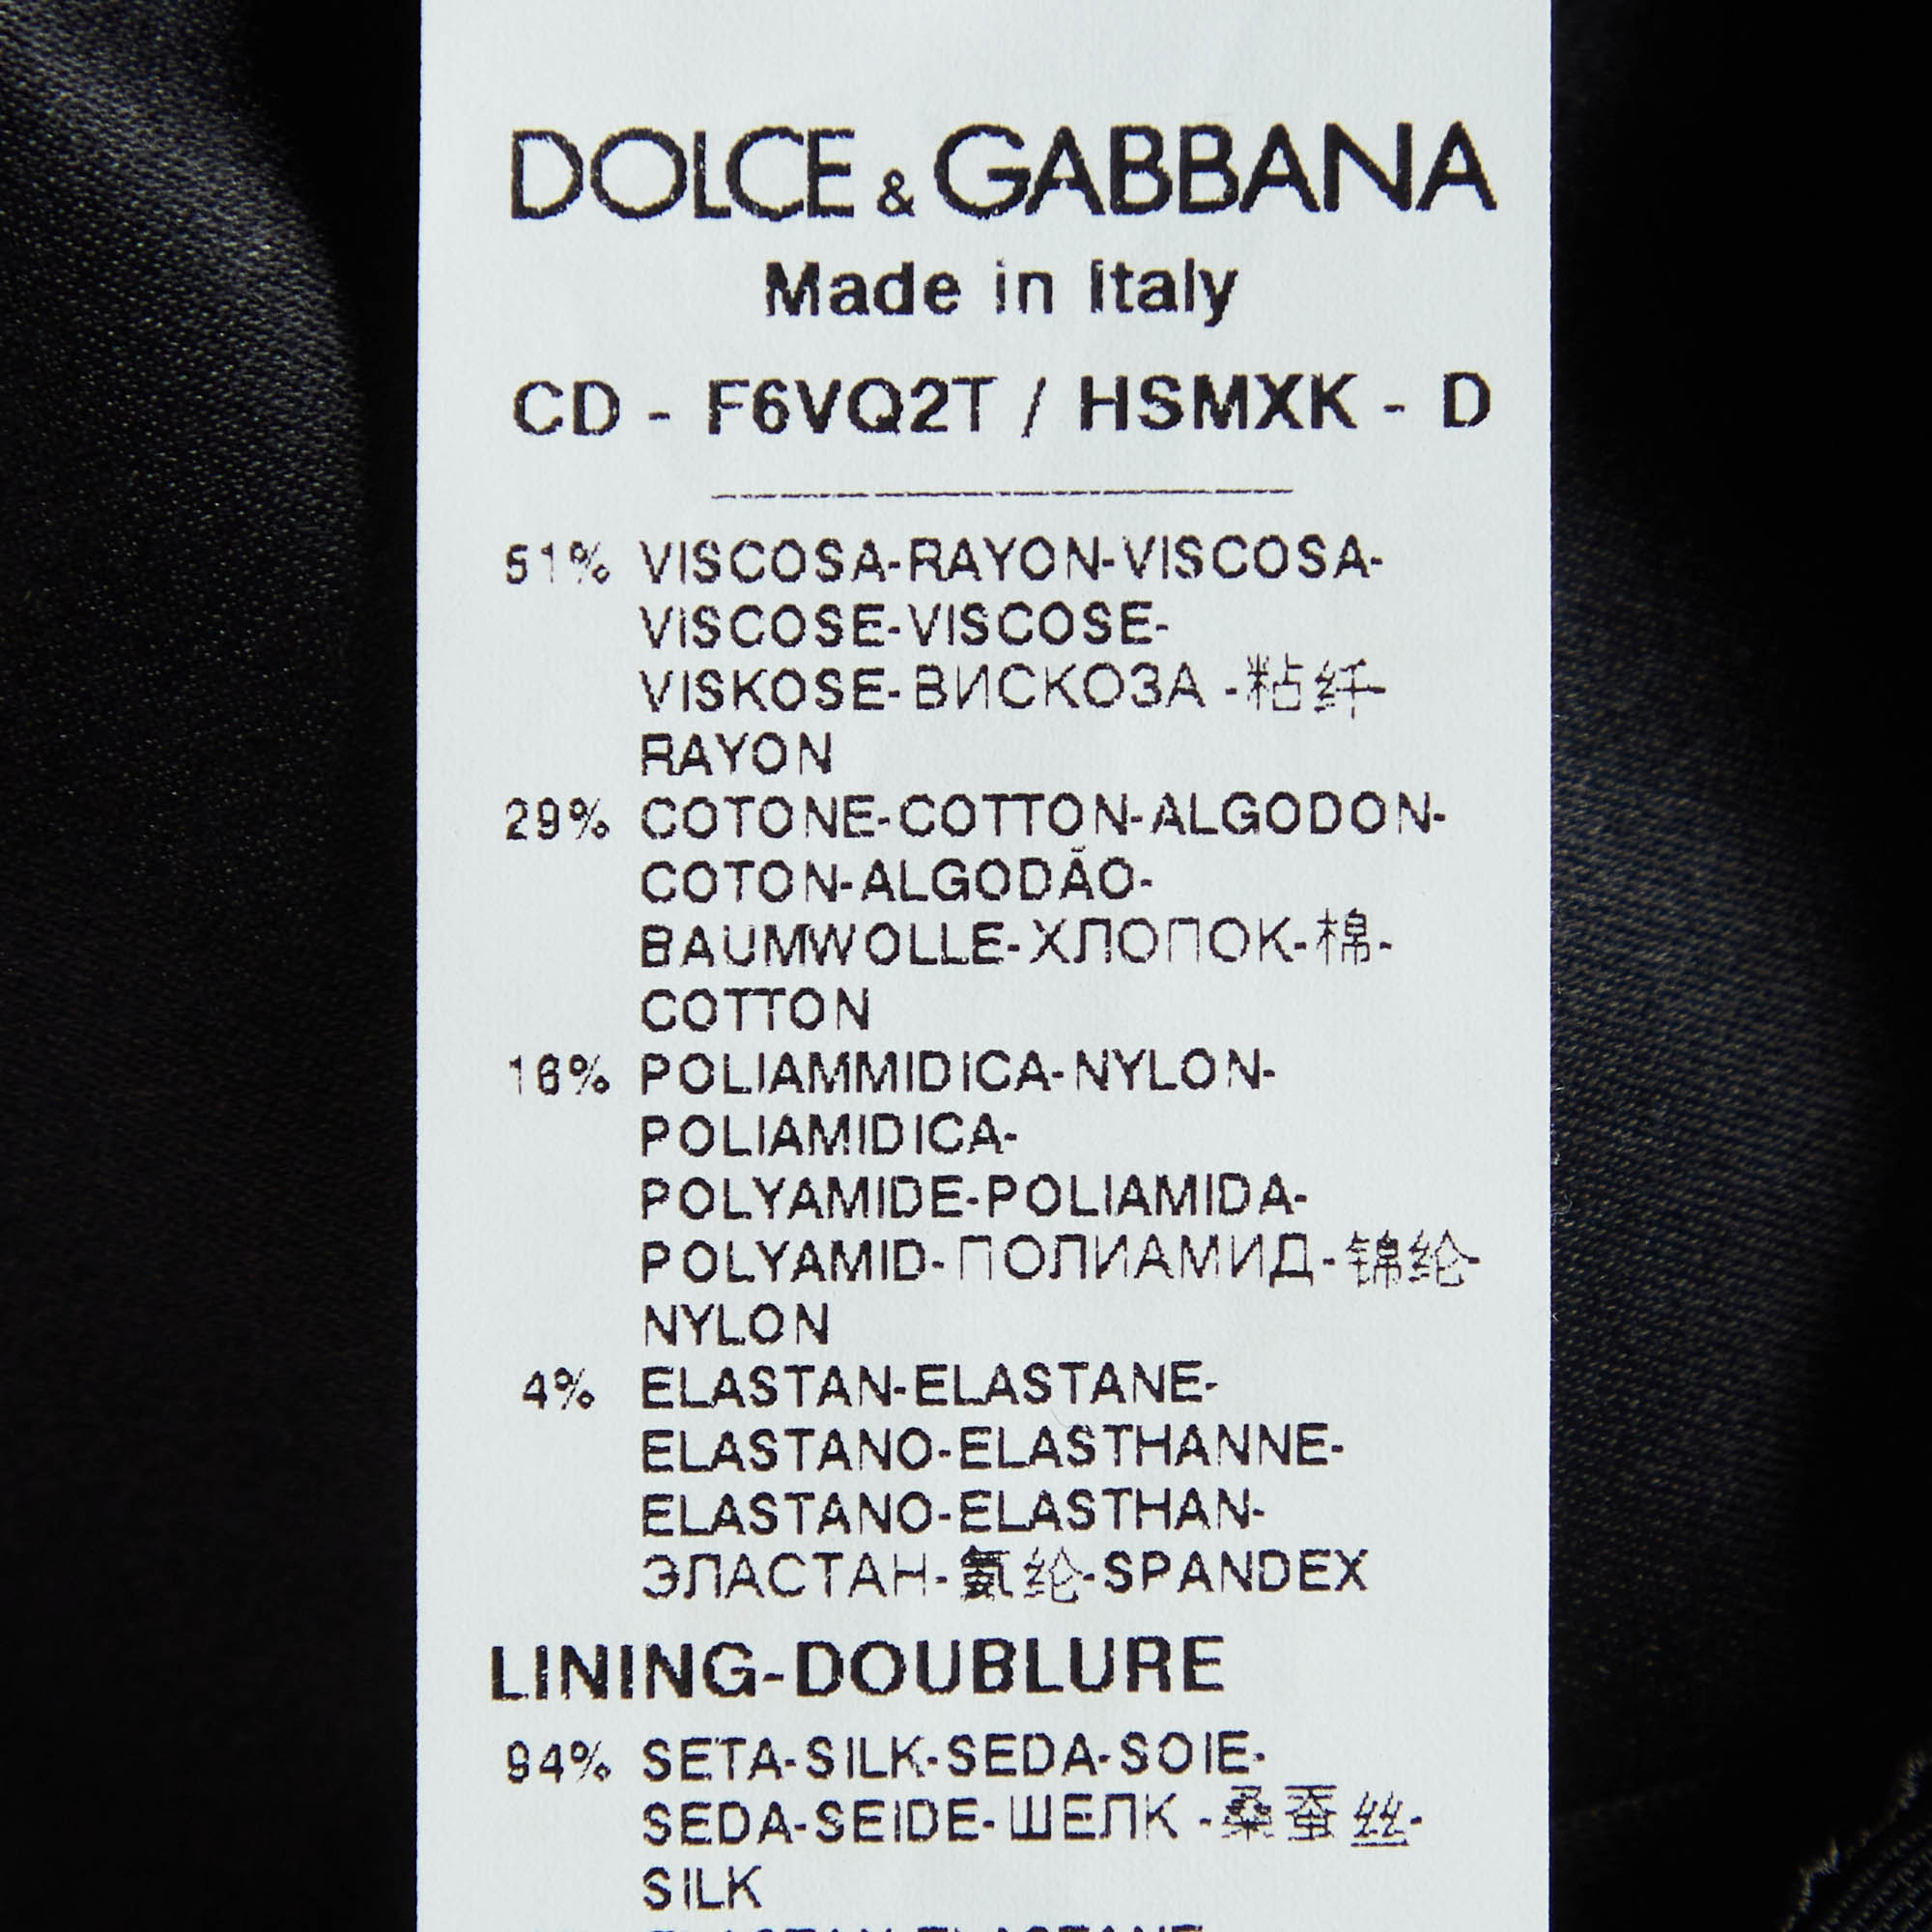 DOLCE & GABBANA
Made in Italy
CD - F6VQ2T / HSMXK - D
51% VISCOSA-RAYON-VISCOSA-
VISCOSE-VISCOSE-
VISKOSE-ВИСКОЗА -粘纤-
RAYON
29% COTONE-COTTON-ALGODON-
COTON-ALGODÃO-
BAUMWOLLE-ХЛОПОК-棉-
COTTON
16% POLIAMMIDICA-NYLON-
POLIAMIDICA-
POLYAMIDE-POLIAMIDA-
POLYAMID-ПОЛИАМИД-锦纶-
NYLON
4% ELASTAN-ELASTANE-
ELASTANO-ELASTHANNE-
ELASTANO-ELASTHAN-
ЭЛАСТАН-氨纶-SPANDEX
LINING-DOUBLURE
94% SETA-SILK-SEDA-SOIE-
SEDA-SEIDE-ШЕЛК -桑蚕丝-
SILK